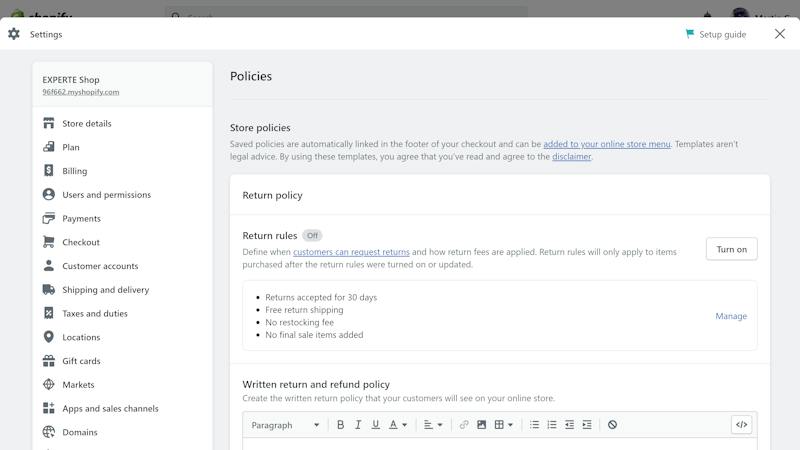 shopify
Search
Settings
Setup guide
EXPERTE Shop
96f662.myshopify.com
Store details
Plan
Billing
Users and permissions
Payments
Checkout
Customer accounts
Shipping and delivery
Taxes and duties
Locations
Gift cards
Markets
Apps and sales channels
Domains
Policies
Store policies
Saved policies are automatically linked in the footer of your checkout and can be added to your online store menu. Templates aren't
legal advice. By using these templates, you agree that you've read and agree to the disclaimer.
Return policy
Return rules Off
Define when customers can request returns and how return fees are applied. Return rules will only apply to items
purchased after the return rules were turned on or updated.
Turn on
• Returns accepted for 30 days
• Free return shipping
• No restocking fee
• No final sale items added
Manage
Written return and refund policy
Create the written return policy that your customers will see on your online store.
Paragraph B I U A </>